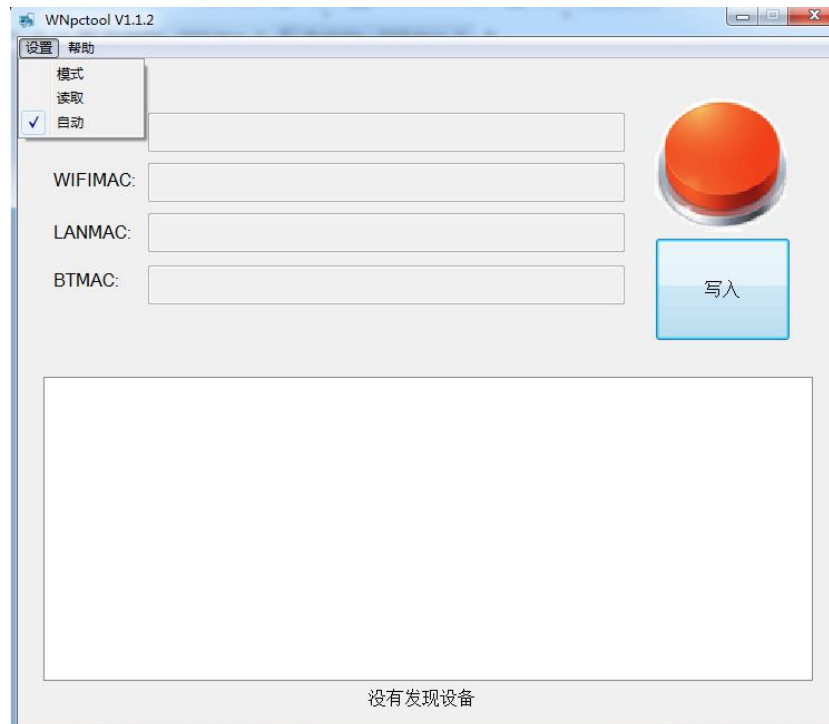 WNpctool V1.1.2
设置 帮助
模式
读取
自动
WIFIMAC:
LANMAC:
BTMAC:
写入
没有发现设备